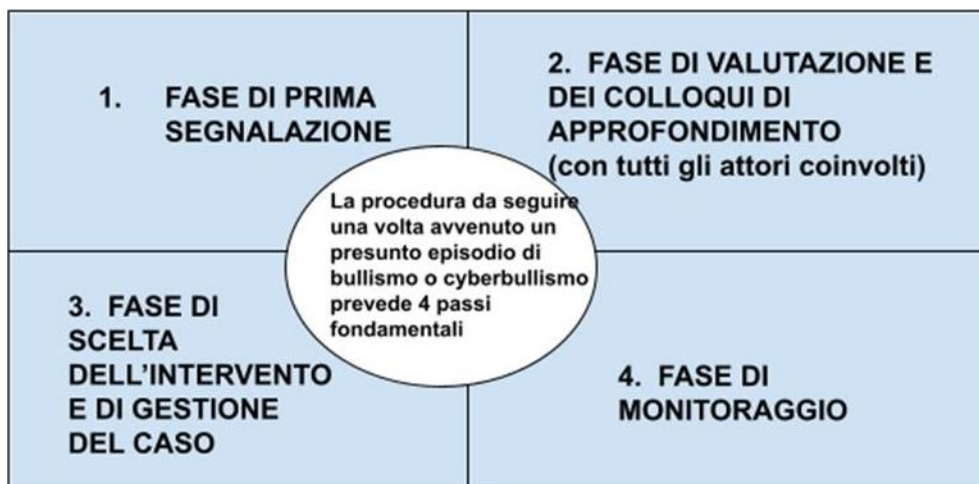 1. FASE DI PRIMA
SEGNALAZIONE
2. FASE DI VALUTAZIONE E
DEI COLLOQUI DI
APPROFONDIMENTO
(con tutti gli attori coinvolti)
La procedura da seguire
una volta avvenuto un
presunto episodio di
bullismo o cyberbullismo
prevede 4 passi
fondamentali
3. FASE DI
SCELTA
DELL'INTERVENTO
E DI GESTIONE
DEL CASO
4. FASE DI
MONITORAGGIO